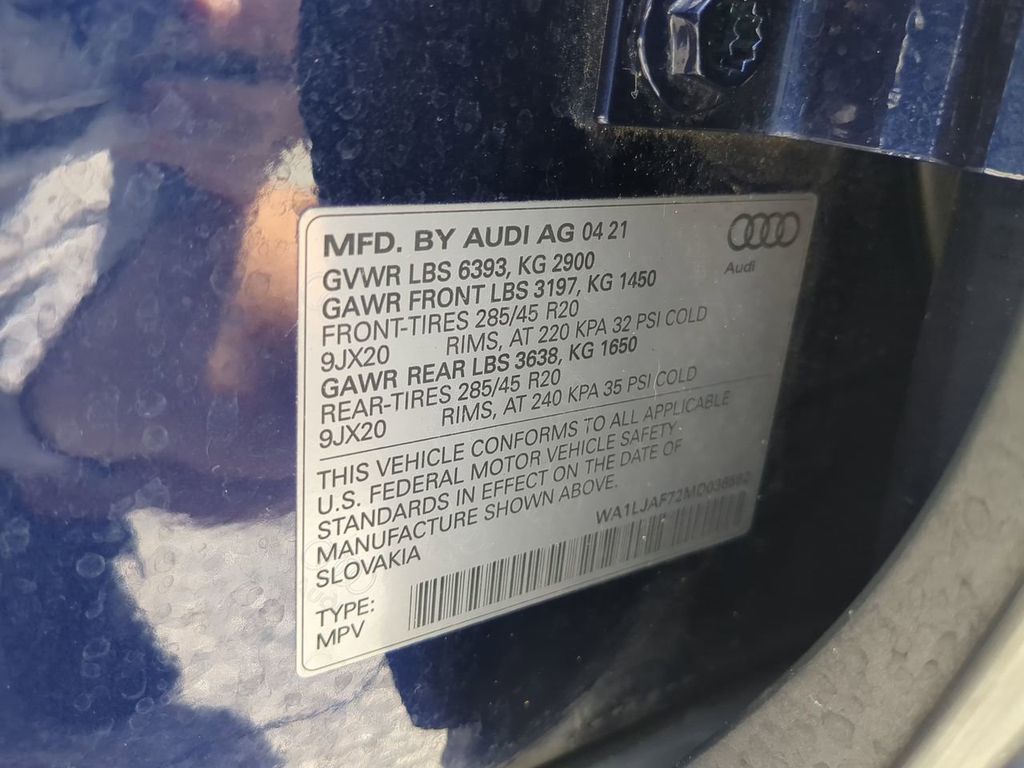 MFD. BY AUDI AG 04 21
Audi
GVWR LBS 6393, KG 2900
GAWR FRONT LBS 3197, KG 1450
FRONT-TIRES 285/45 R20
9JX20 RIMS, AT 220 KPA 32 PSI COLD
GAWR REAR LBS 3638, KG 1650
REAR-TIRES 285/45 R20
9JX20 RIMS, AT 240 KPA 35 PSI COLD
THIS VEHICLE CONFORMS TO ALL APPLICABLE
U.S. FEDERAL MOTOR VEHICLE SAFETY
STANDARDS IN EFFECT ON THE DATE OF
MANUFACTURE SHOWN ABOVE.
SLOVAKIA
TYPE:
MPV